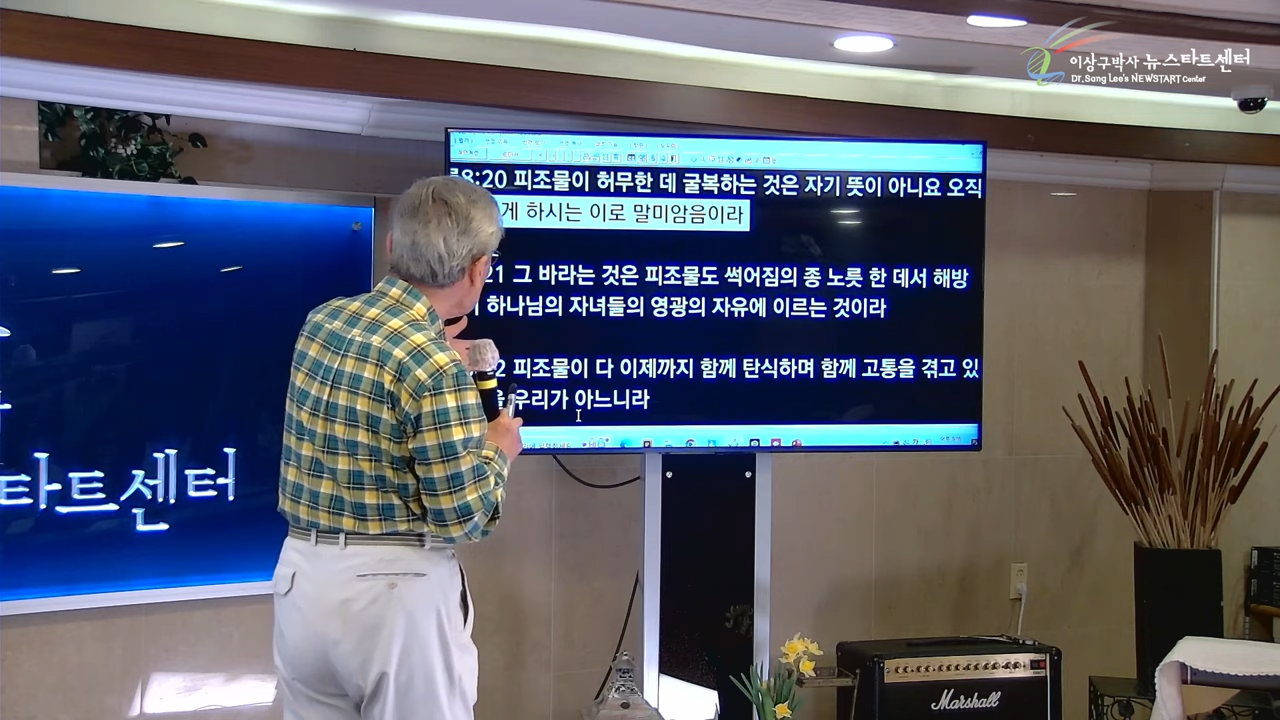 이상구박사 뉴스타트센터
Dr. Sang Lee's NEWSTART Center
8:20 피조물이 허무한 데 굴복하는 것은 자기 뜻이 아니요 오직
게 하시는 이로 말미암음이라
21 그 바라는 것은 피조물도 썩어짐의 종 노릇 한 데서 해방
하나님의 자녀들의 영광의 자유에 이르는 것이라
2 피조물이 다 이제까지 함께 탄식하며 함께 고통을 겪고 있
을 우리가 아느니라
타트센터
Marshall